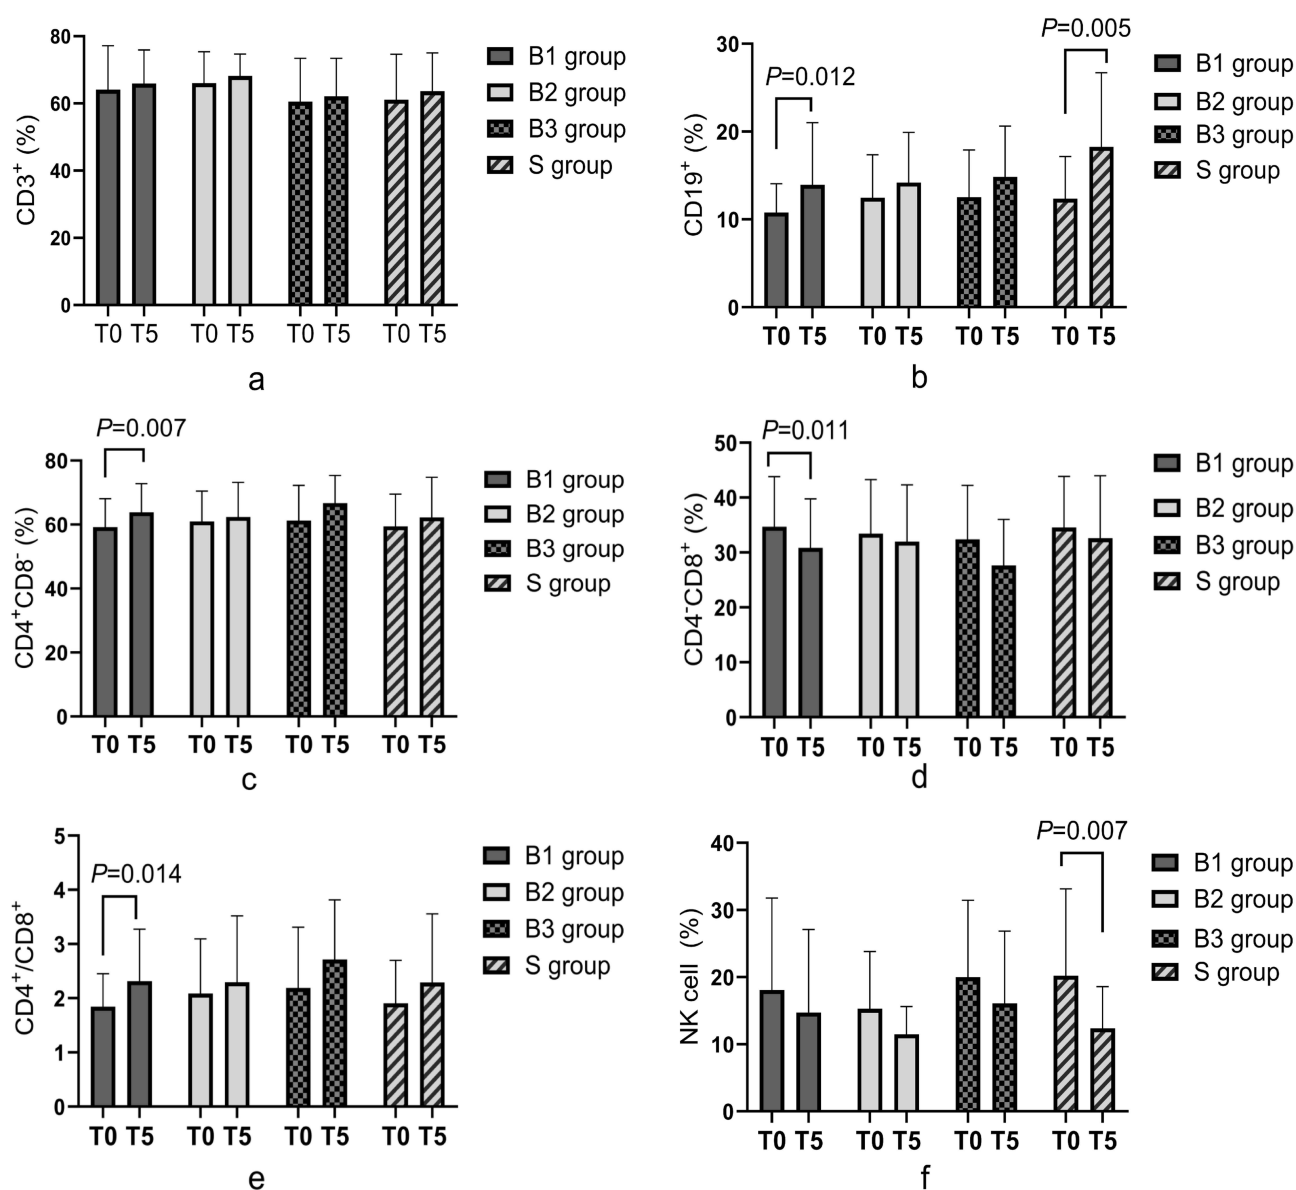 80
60
40
20
0
CD3⁺ (%)
T0 T5 T0 T5 T0 T5 T0 T5
B1 group
B2 group
B3 group
S group
a
P=0.012
P=0.005
30
20
10
0
CD19⁺ (%)
T0 T5 T0 T5 T0 T5 T0 T5
B1 group
B2 group
B3 group
S group
b
P=0.007
80
60
40
20
0
CD4⁺CD8⁻ (%)
T0 T5 T0 T5 T0 T5 T0 T5
B1 group
B2 group
B3 group
S group
c
P=0.011
50
40
30
20
10
0
CD4⁻CD8⁺ (%)
T0 T5 T0 T5 T0 T5 T0 T5
B1 group
B2 group
B3 group
S group
d
P=0.014
5
4
3
2
1
0
CD4⁺/CD8⁺
T0 T5 T0 T5 T0 T5 T0 T5
B1 group
B2 group
B3 group
S group
e
P=0.007
40
30
20
10
0
NK cell (%)
T0 T5 T0 T5 T0 T5 T0 T5
B1 group
B2 group
B3 group
S group
f